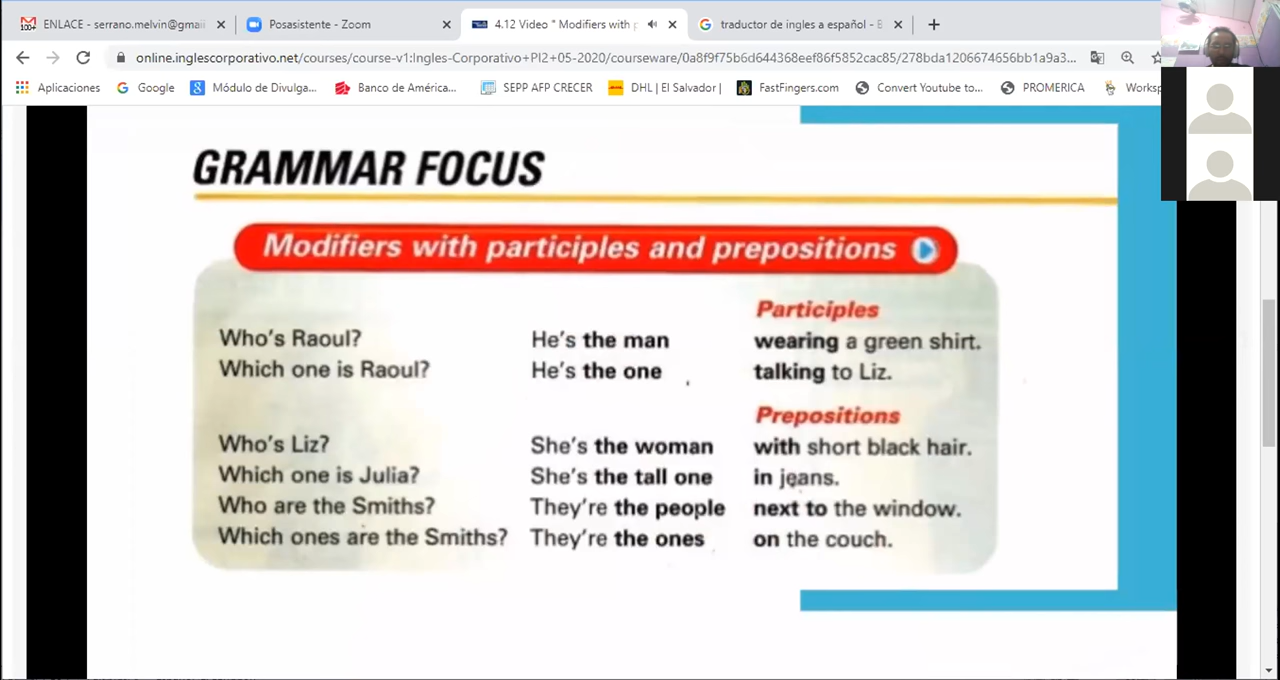 100+ ENLACE - serrano.melvin@gmai
Posasistente - Zoom
4.12 Video " Modifiers with p
traductor de ingles a español - B
online.inglescorporativo.net/courses/course-v1:Ingles-Corporativo+PI2+05-2020/courseware/0a8f9f75b6d644368eef86f5852cac85/278bda1206674656bb1a9a3...
Aplicaciones Google Módulo de Divulga... Banco de América... SEPP AFP CRECER DHL | El Salvador | FastFingers.com Convert Youtube to... PROMERICA Worksp
GRAMMAR FOCUS
Modifiers with participles and prepositions
Participles
Who's Raoul? He's the man wearing a green shirt.
Which one is Raoul? He's the one talking to Liz.
Prepositions
Who's Liz? She's the woman with short black hair.
Which one is Julia? She's the tall one in jeans.
Who are the Smiths? They're the people next to the window.
Which ones are the Smiths? They're the ones on the couch.